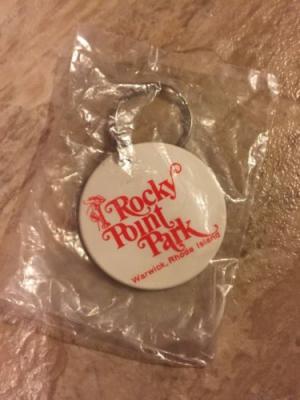 Rocky
Point
Park
Warwick, Rhode Island